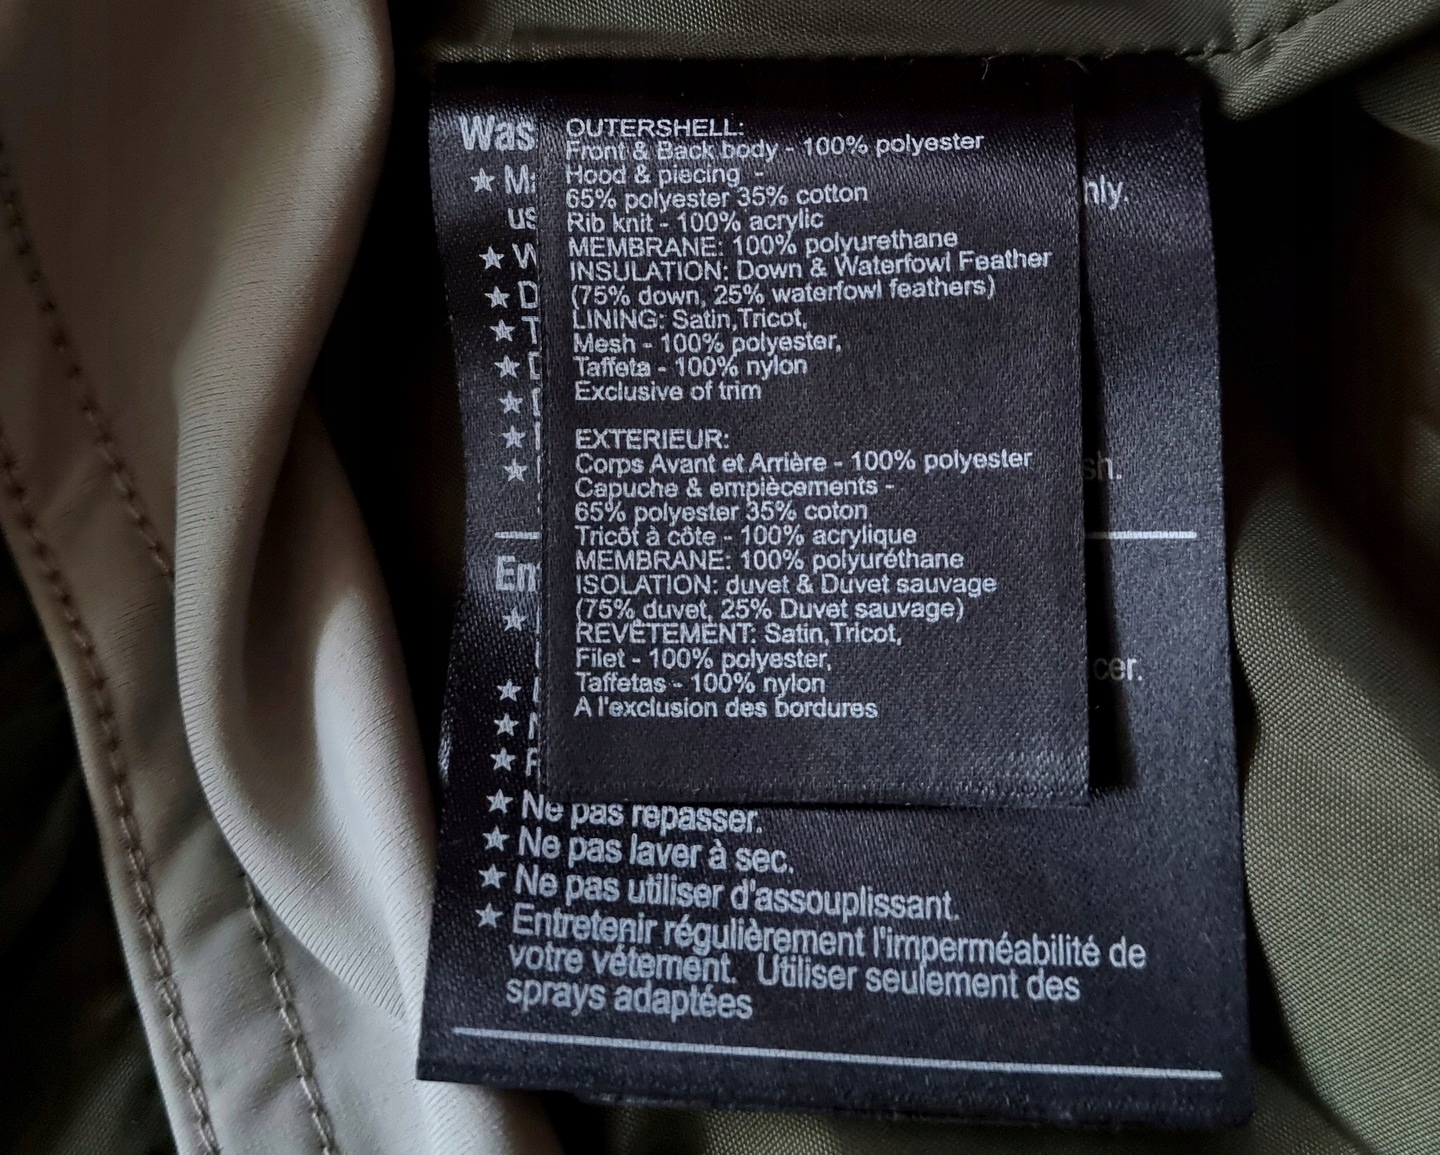 OUTERSHELL:
Front & Back body - 100% polyester
Hood & piecing -
65% polyester 35% cotton
Rib knit - 100% acrylic
MEMBRANE: 100% polyurethane
INSULATION: Down & Waterfowl Feather
(75% down, 25% waterfowl feathers)
LINING: Satin,Tricot,
Mesh - 100% polyester,
Taffeta - 100% nylon
Exclusive of trim
EXTERIEUR:
Corps Avant et Arrière - 100% polyester
Capuche & empiècements -
65% polyester 35% coton
Tricôt à côte - 100% acrylique
MEMBRANE: 100% polyuréthane
ISOLATION: duvet & Duvet sauvage
(75% duvet, 25% Duvet sauvage)
REVÊTEMENT: Satin,Tricot,
Filet - 100% polyester,
Taffetas - 100% nylon
A l'exclusion des bordures
★ Ne pas repasser.
★ Ne pas laver à sec.
★ Ne pas utiliser d'assouplissant.
★ Entretenir régulièrement l'imperméabilité de
votre vétement. Utiliser seulement des
sprays adaptées